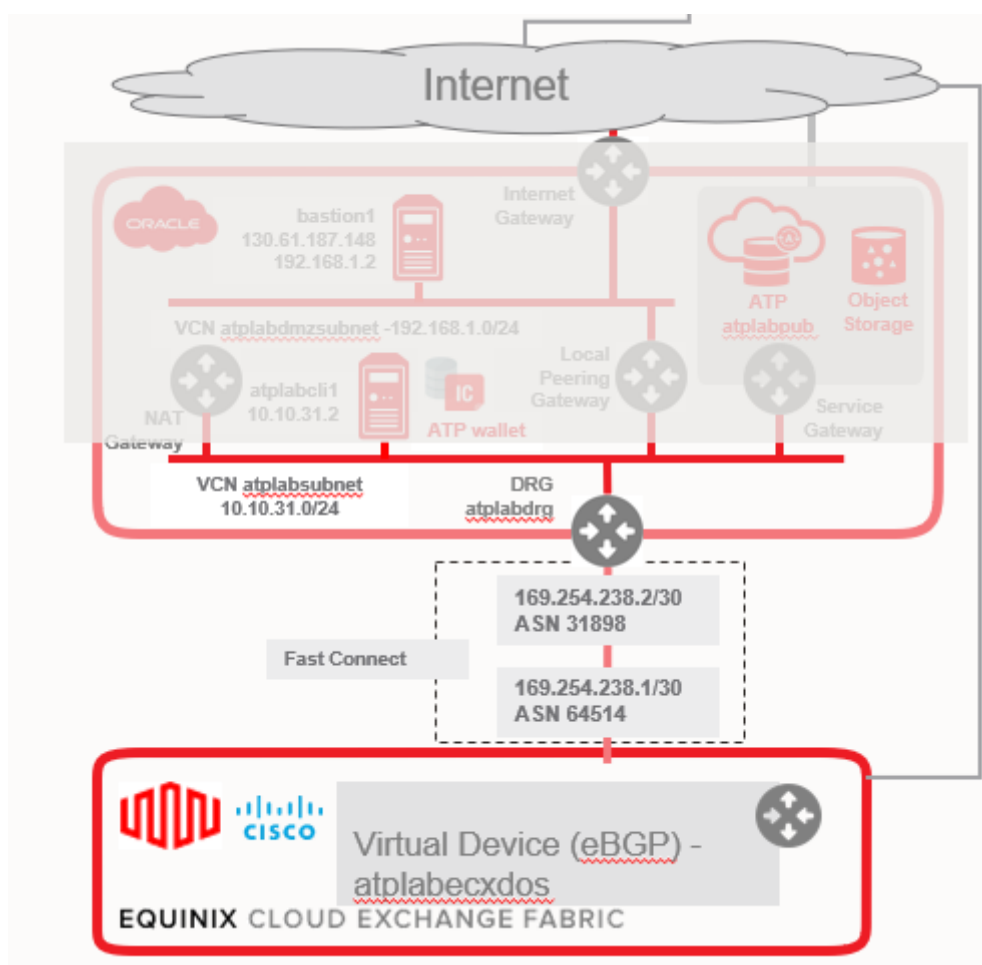 Internet
Internet
Gateway
ORACLE
bastion1
130.61.187.148
192.168.1.2
ATP
atplabpub
Object
Storage
VCN atplabdmzsubnet -192.168.1.0/24
Local
Peering
Gateway
atplabcli1
10.10.31.2
IC
ATP wallet
NAT
Gateway
Service
Gateway
VCN atplabsubnet
10.10.31.0/24
DRG
atplabdrg
169.254.238.2/30
ASN 31898
Fast Connect
169.254.238.1/30
ASN 64514
CISCO
Virtual Device (eBGP) -
atplabecxdos
EQUINIX CLOUD EXCHANGE FABRIC